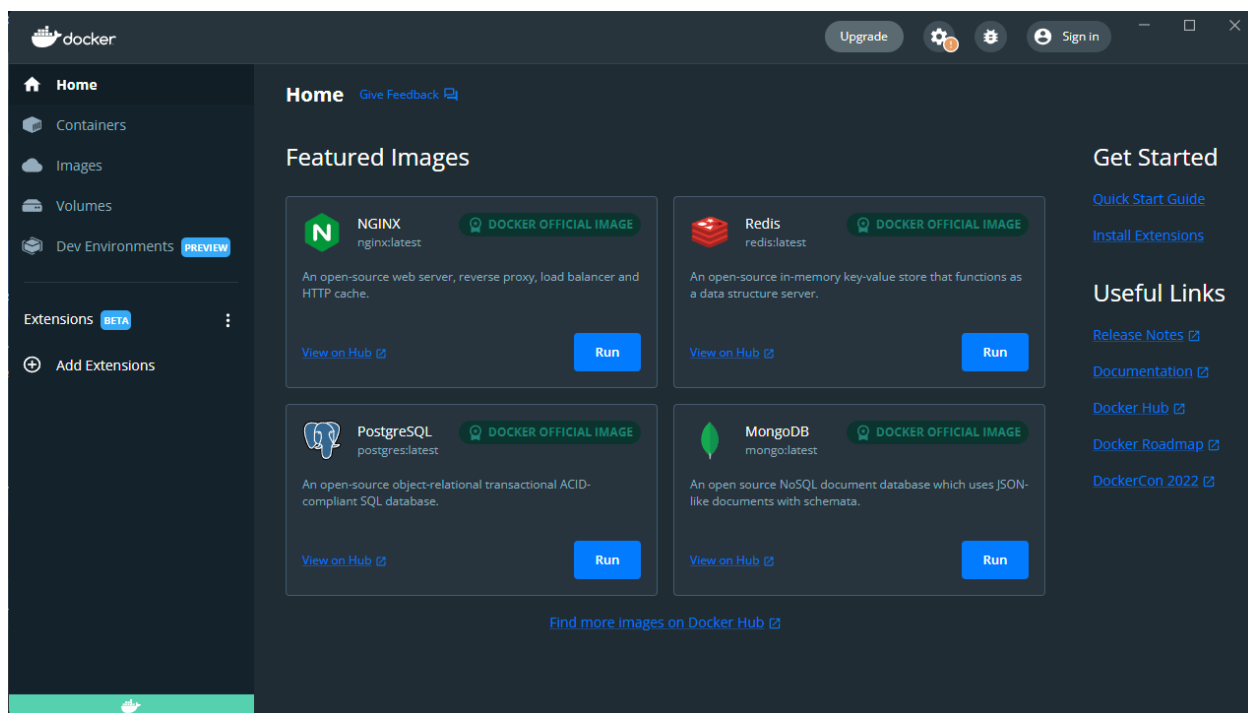 docker
Upgrade
Sign in
Home
Containers
Images
Volumes
Dev Environments PREVIEW
Extensions BETA
Add Extensions
Home Give Feedback
Featured Images
NGINX
nginx:latest
DOCKER OFFICIAL IMAGE
An open-source web server, reverse proxy, load balancer and
HTTP cache.
View on Hub
Run
Redis
redis:latest
DOCKER OFFICIAL IMAGE
An open-source in-memory key-value store that functions as
a data structure server.
View on Hub
Run
PostgreSQL
postgres:latest
DOCKER OFFICIAL IMAGE
An open-source object-relational transactional ACID-
compliant SQL database.
View on Hub
Run
MongoDB
mongo:latest
DOCKER OFFICIAL IMAGE
An open source NoSQL document database which uses JSON-
like documents with schemata.
View on Hub
Run
Find more images on Docker Hub
Get Started
Quick Start Guide
Install Extensions
Useful Links
Release Notes
Documentation
Docker Hub
Docker Roadmap
DockerCon 2022